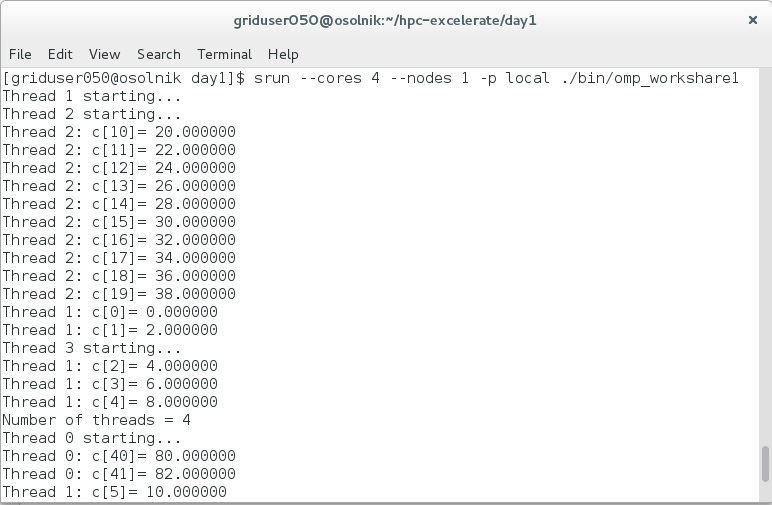 griduser050@osolnik:~/hpc-excelerate/day1 ×
File Edit View Search Terminal Help
[griduser050@osolnik day1]$ srun --cores 4 --nodes 1 -p local ./bin/omp_workshare1
Thread 1 starting...
Thread 2 starting...
Thread 2: c[10]= 20.000000
Thread 2: c[11]= 22.000000
Thread 2: c[12]= 24.000000
Thread 2: c[13]= 26.000000
Thread 2: c[14]= 28.000000
Thread 2: c[15]= 30.000000
Thread 2: c[16]= 32.000000
Thread 2: c[17]= 34.000000
Thread 2: c[18]= 36.000000
Thread 2: c[19]= 38.000000
Thread 1: c[0]= 0.000000
Thread 1: c[1]= 2.000000
Thread 3 starting...
Thread 1: c[2]= 4.000000
Thread 1: c[3]= 6.000000
Thread 1: c[4]= 8.000000
Number of threads = 4
Thread 0 starting...
Thread 0: c[40]= 80.000000
Thread 0: c[41]= 82.000000
Thread 1: c[5]= 10.000000